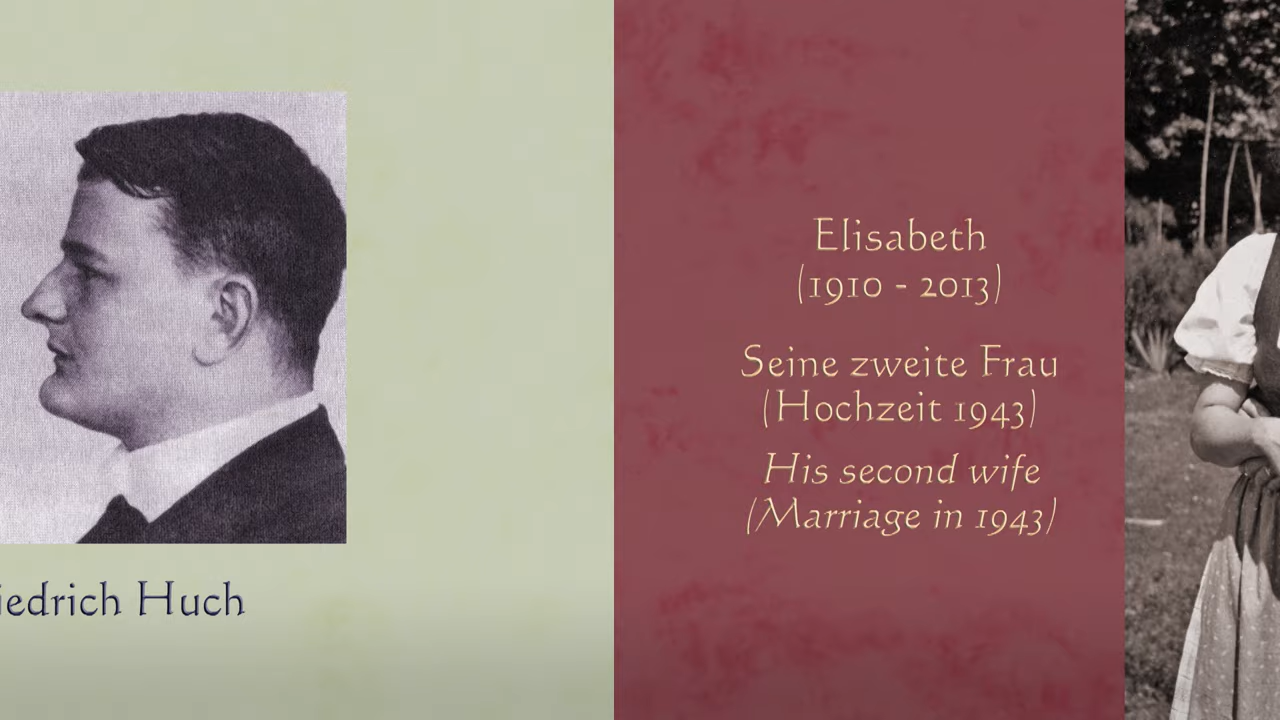 iedrich Huch
Elisabeth
(1910 - 2013)
Seine zweite Frau
(Hochzeit 1943)
His second wife
(Marriage in 1943)